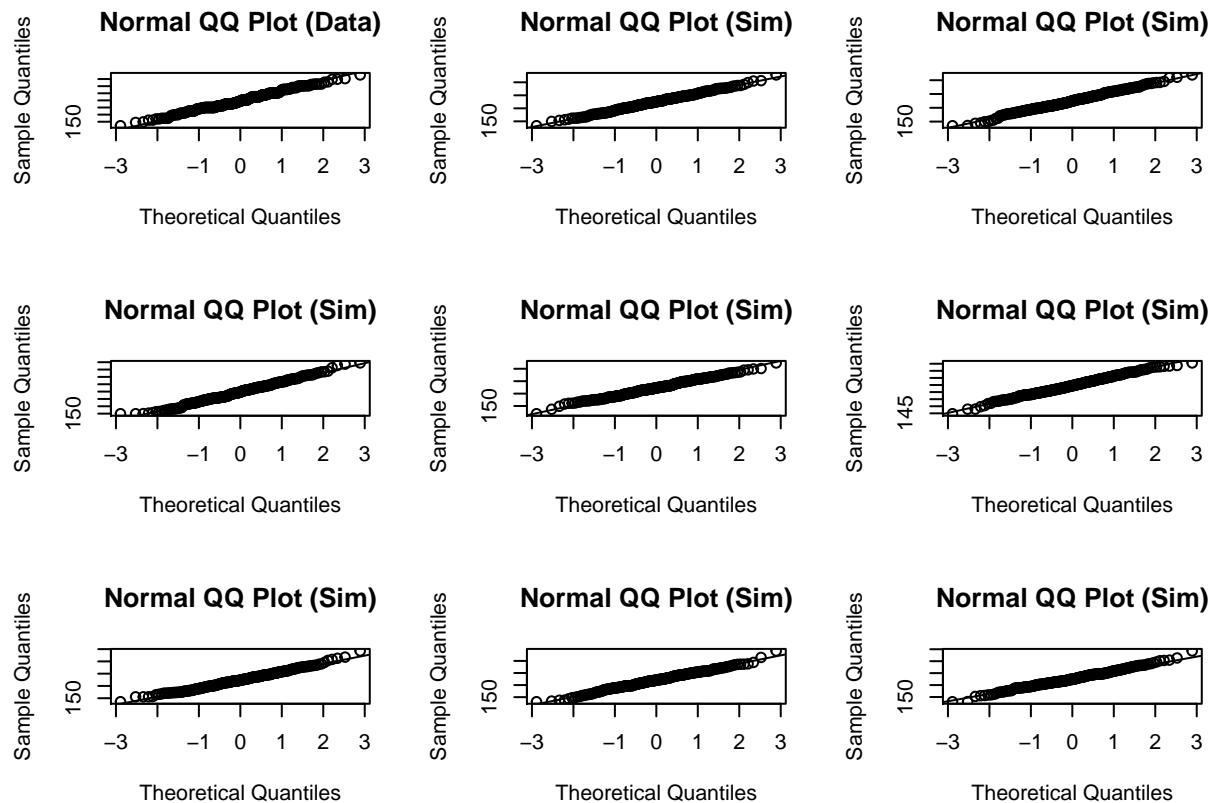 Normal QQ Plot (Data)
Sample Quantiles
150
−3 −1 0 1 2 3
Theoretical Quantiles
Normal QQ Plot (Sim)
Sample Quantiles
150
−3 −1 0 1 2 3
Theoretical Quantiles
Normal QQ Plot (Sim)
Sample Quantiles
150
−3 −1 0 1 2 3
Theoretical Quantiles
Normal QQ Plot (Sim)
Sample Quantiles
150
−3 −1 0 1 2 3
Theoretical Quantiles
Normal QQ Plot (Sim)
Sample Quantiles
150
−3 −1 0 1 2 3
Theoretical Quantiles
Normal QQ Plot (Sim)
Sample Quantiles
145
−3 −1 0 1 2 3
Theoretical Quantiles
Normal QQ Plot (Sim)
Sample Quantiles
150
−3 −1 0 1 2 3
Theoretical Quantiles
Normal QQ Plot (Sim)
Sample Quantiles
150
−3 −1 0 1 2 3
Theoretical Quantiles
Normal QQ Plot (Sim)
Sample Quantiles
150
−3 −1 0 1 2 3
Theoretical Quantiles